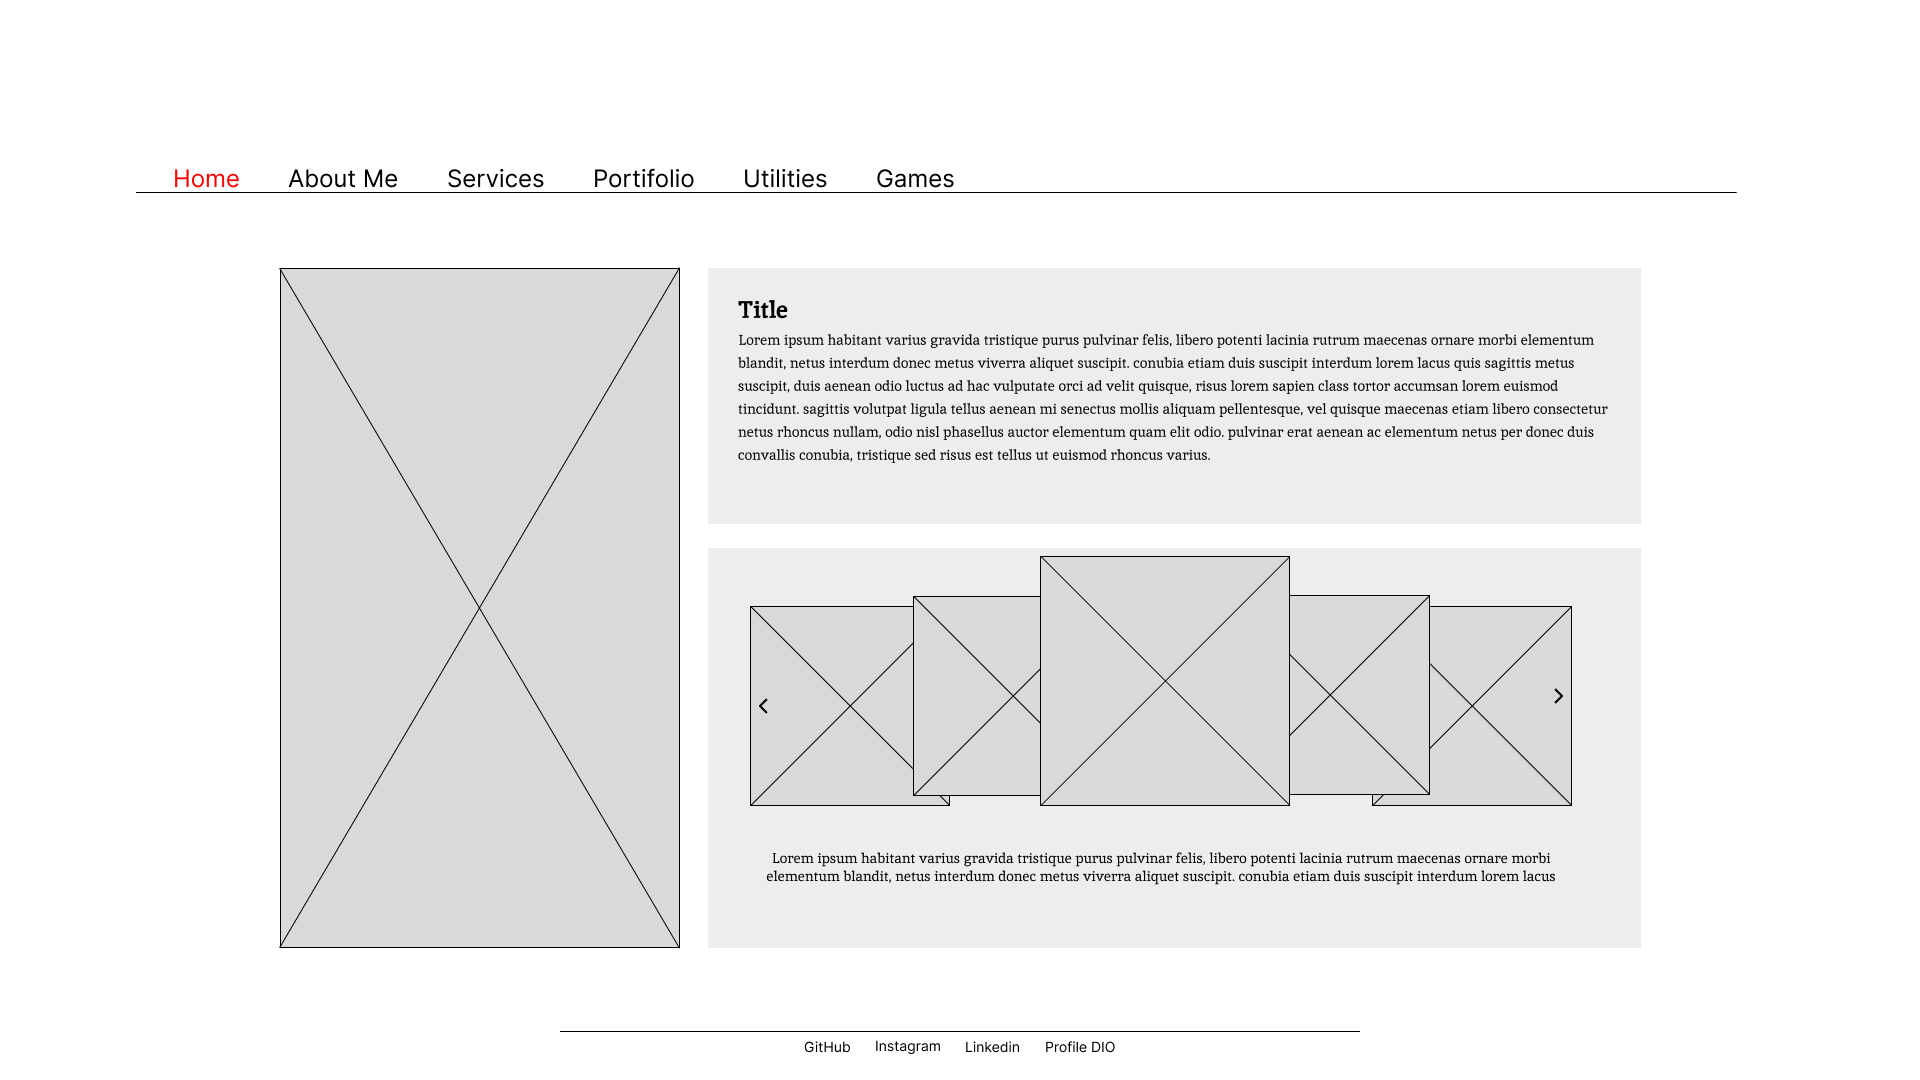 Home About Me Services Portifolio Utilities Games
Title
Lorem ipsum habitant varius gravida tristique purus pulvinar felis, libero potenti lacinia rutrum maecenas ornare morbi elementum
blandit, netus interdum donec metus viverra aliquet suscipit. conubia etiam duis suscipit interdum lorem lacus quis sagittis metus
suscipit, duis aenean odio luctus ad hac vulputate orci ad velit quisque, risus lorem sapien class tortor accumsan lorem euismod
tincidunt. sagittis volutpat ligula tellus aenean mi senectus mollis aliquam pellentesque, vel quisque maecenas etiam libero consectetur
netus rhoncus nullam, odio nisl phasellus auctor elementum quam elit odio. pulvinar erat aenean ac elementum netus per donec duis
convallis conubia, tristique sed risus est tellus ut euismod rhoncus varius.
Lorem ipsum habitant varius gravida tristique purus pulvinar felis, libero potenti lacinia rutrum maecenas ornare morbi
elementum blandit, netus interdum donec metus viverra aliquet suscipit. conubia etiam duis suscipit interdum lorem lacus
GitHub Instagram Linkedin Profile DIO